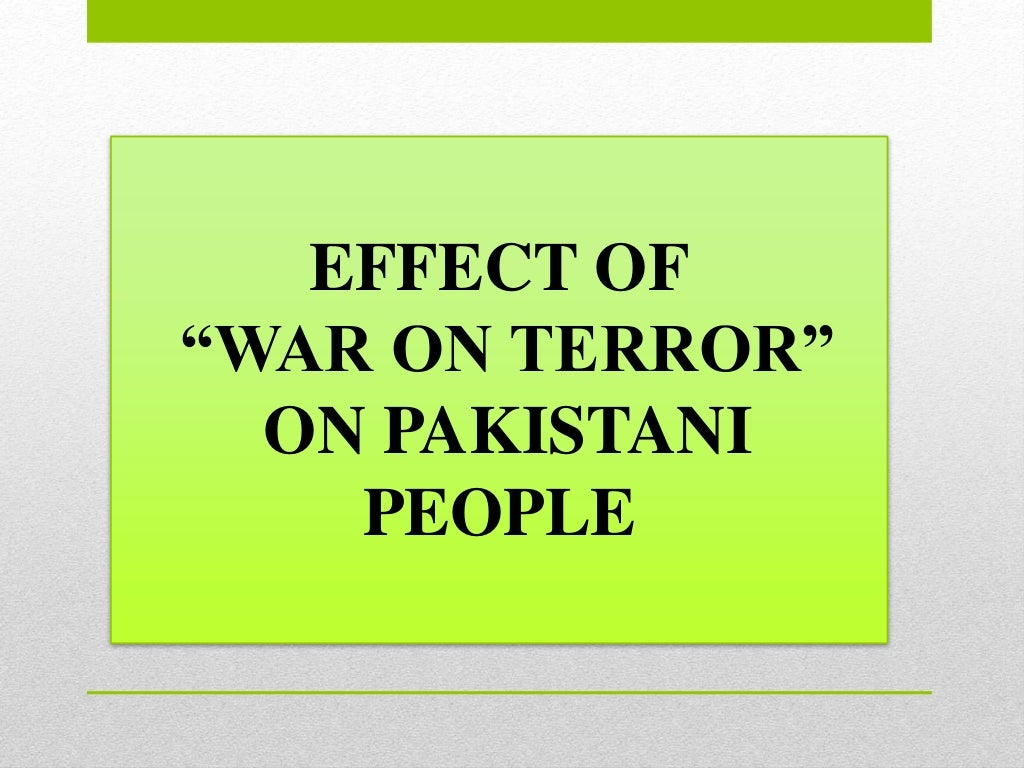 EFFECT OF
“WAR ON TERROR”
ON PAKISTANI
PEOPLE